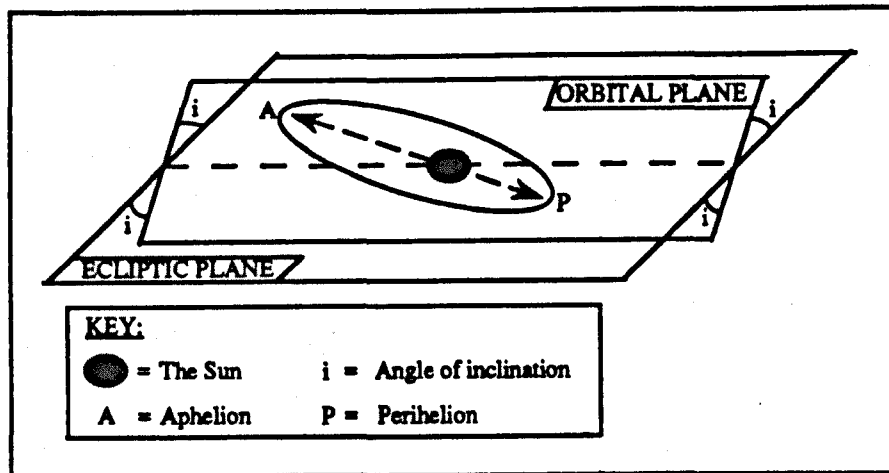 i
A
ORBITAL PLANE
i
P
i
i
ECLIPTIC PLANE
KEY:
= The Sun i = Angle of inclination
A = Aphelion P = Perihelion